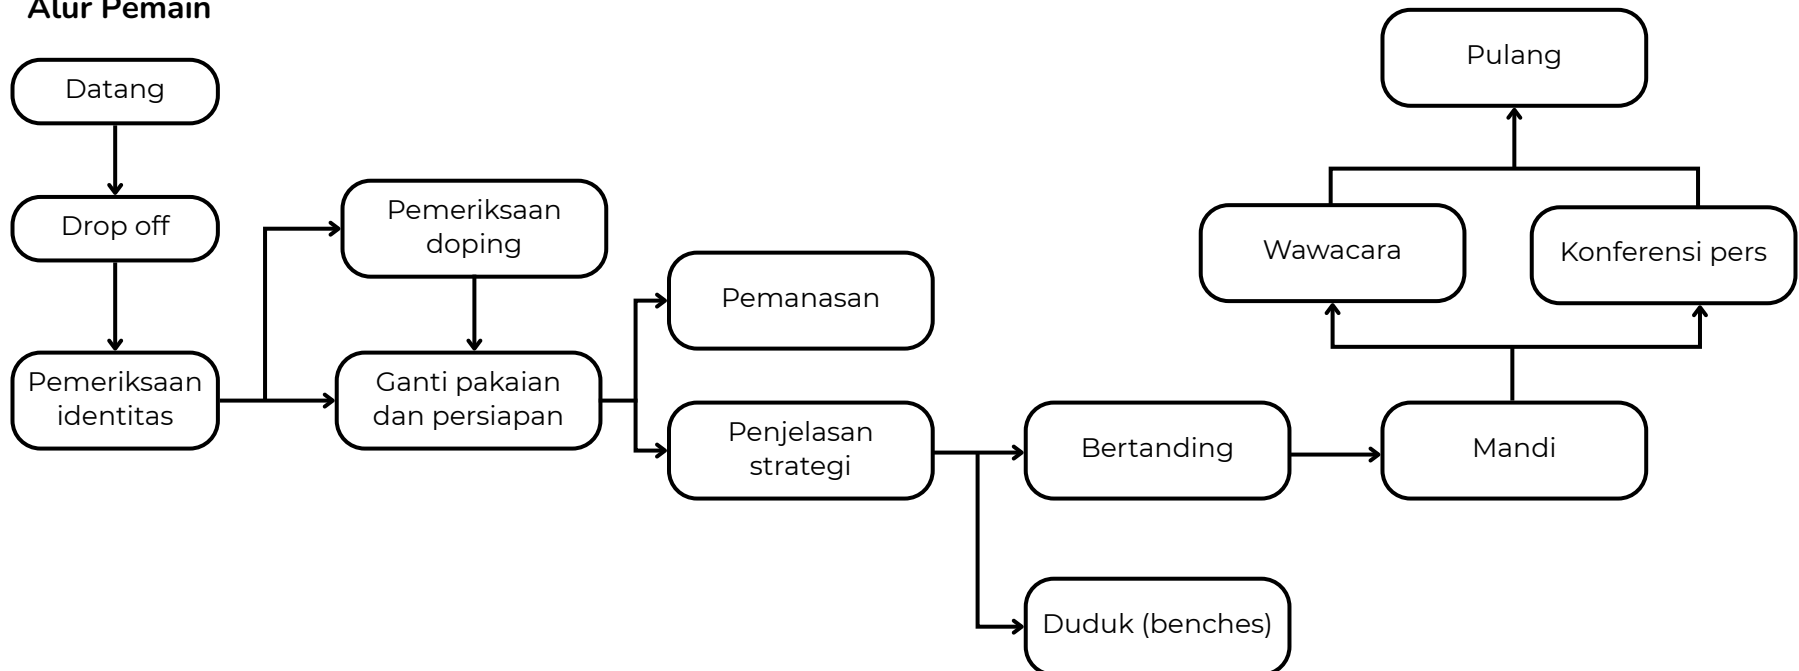 Alur Pemain
Datang
Drop off
Pemeriksaan
identitas
Pemeriksaan
doping
Ganti pakaian
dan persiapan
Pemanasan
Penjelasan
strategi
Bertanding
Duduk (benches)
Mandi
Wawacara
Konferensi pers
Pulang